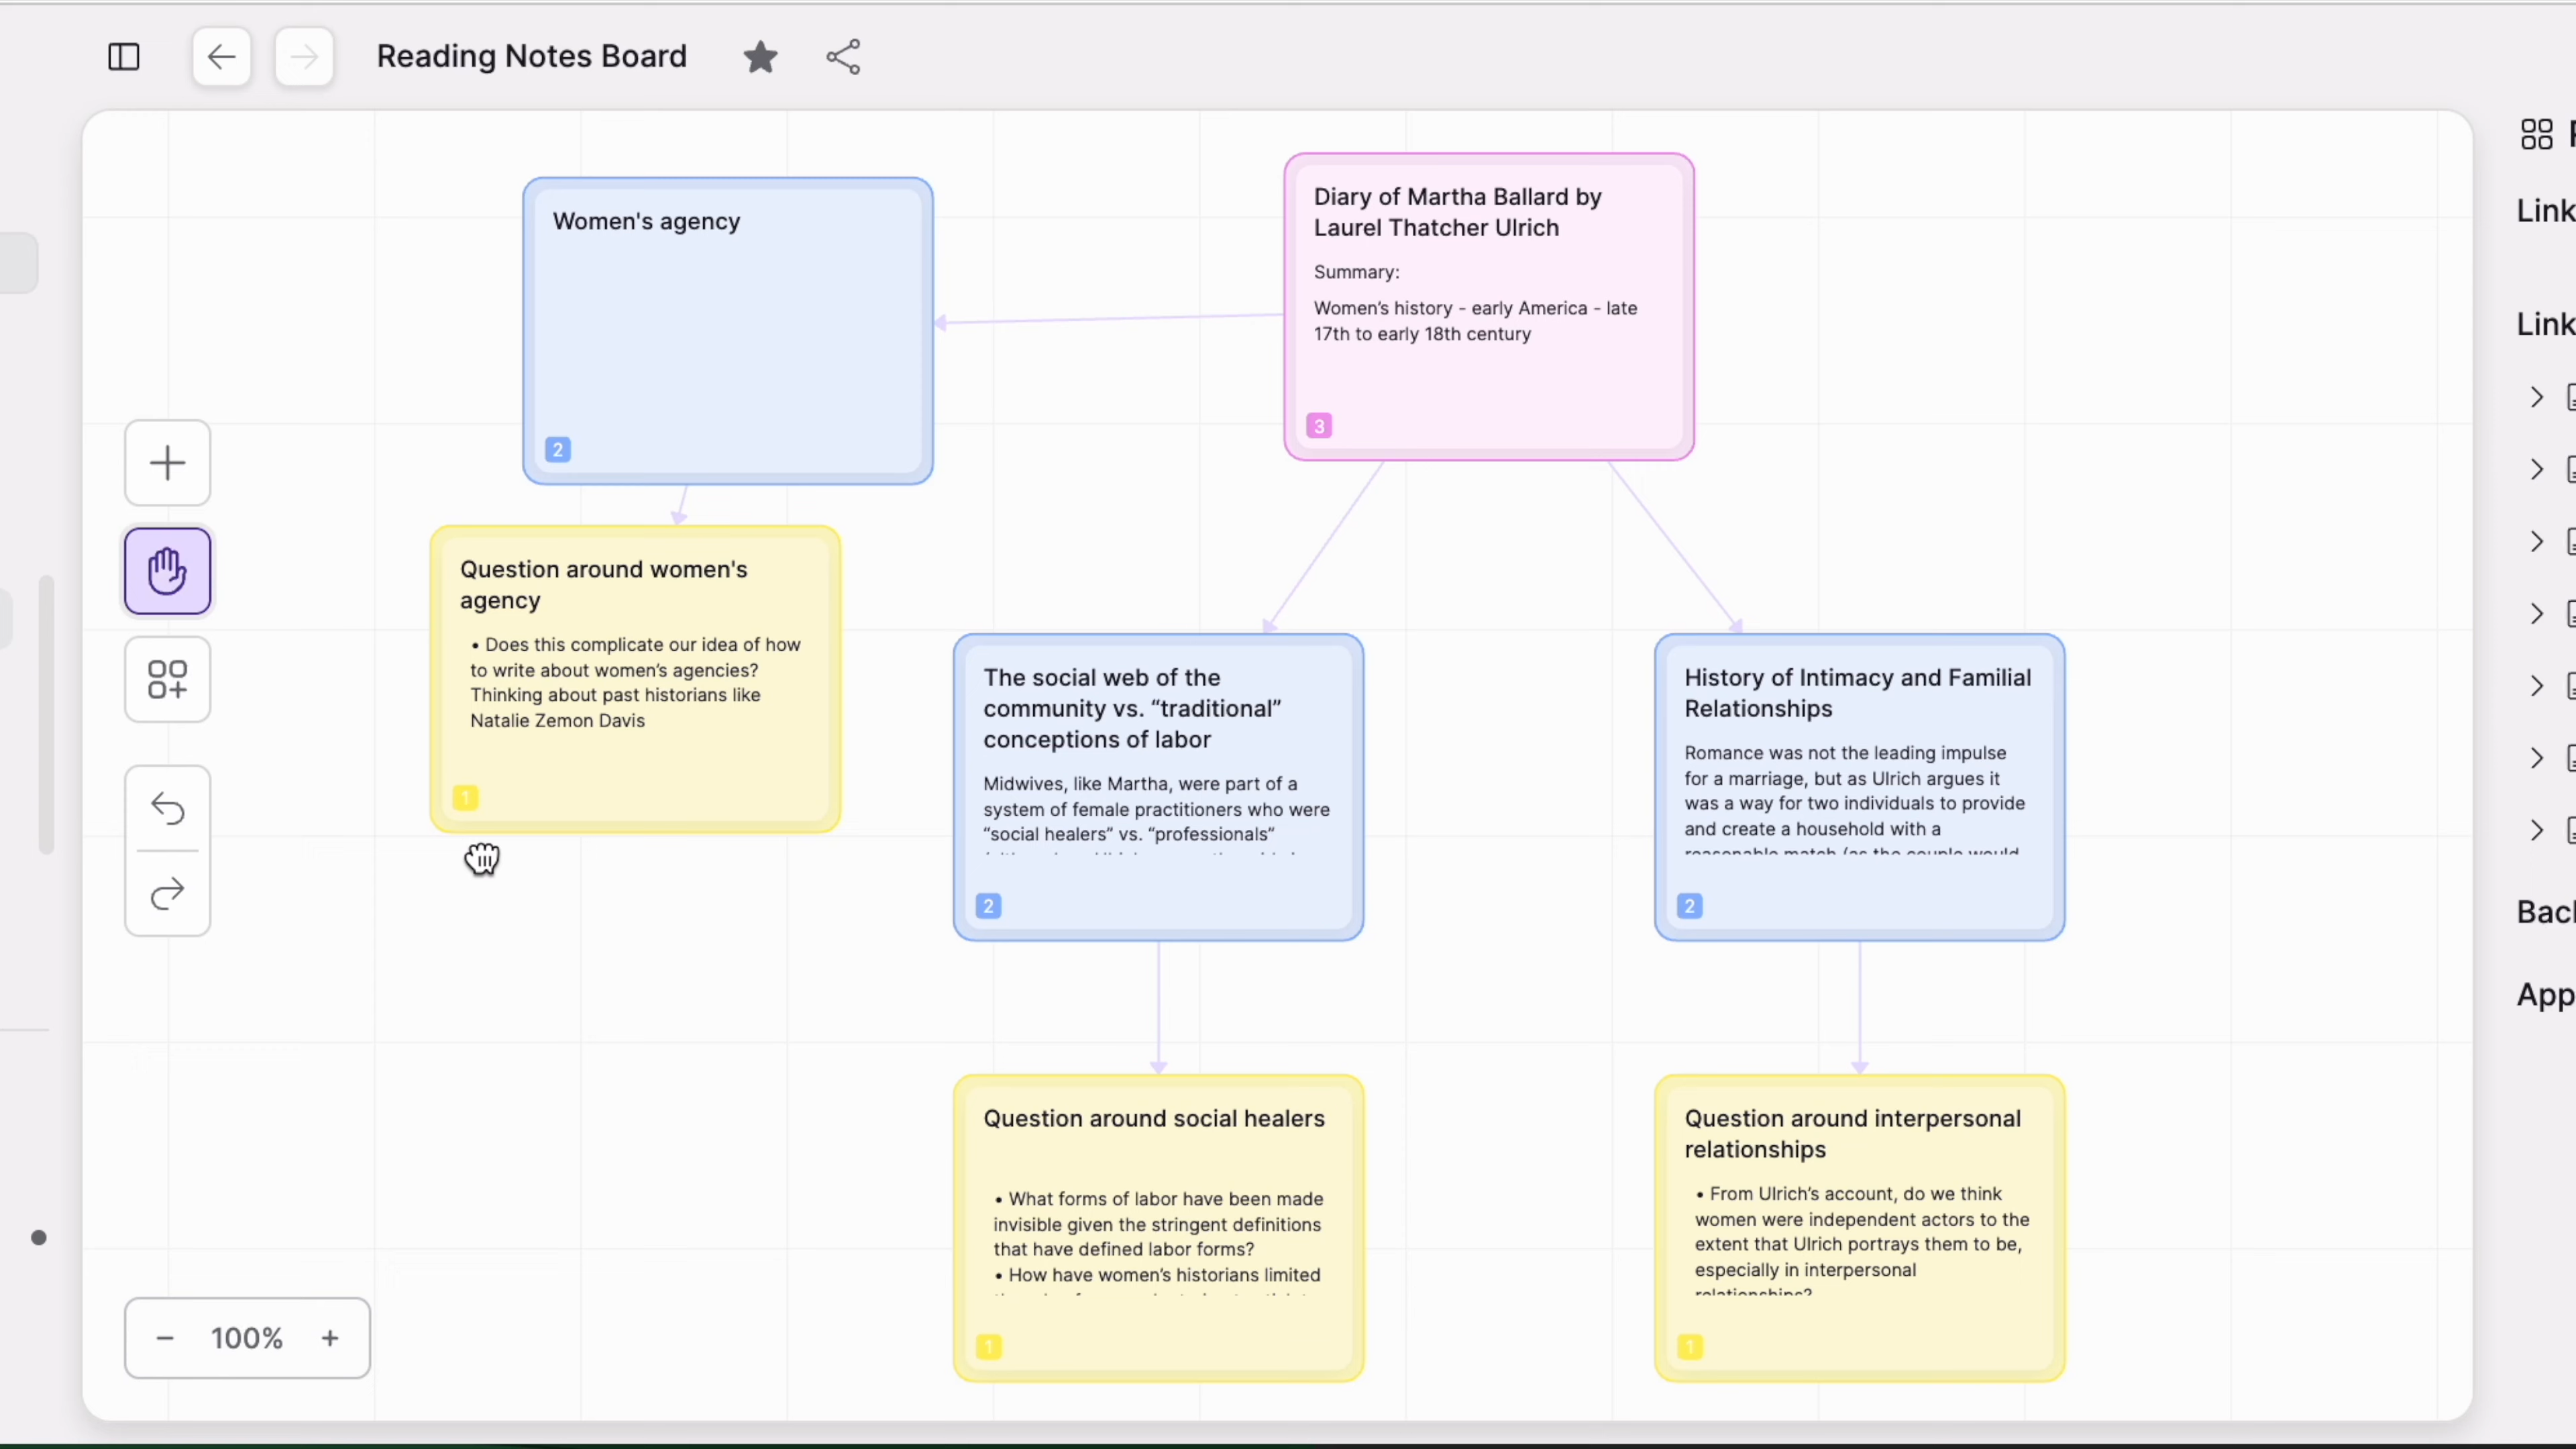 Reading Notes Board
Women's agency
2
Diary of Martha Ballard by
Laurel Thatcher Ulrich
Summary:
Women’s history - early America - late
17th to early 18th century
3
Question around women's
agency
• Does this complicate our idea of how
to write about women’s agencies?
Thinking about past historians like
Natalie Zemon Davis
1
The social web of the
community vs. “traditional”
conceptions of labor
Midwives, like Martha, were part of a
system of female practitioners who were
“social healers” vs. “professionals”
2
History of Intimacy and Familial
Relationships
Romance was not the leading impulse
for a marriage, but as Ulrich argues it
was a way for two individuals to provide
and create a household with a
reasonable match (as the couple would
2
Question around social healers
• What forms of labor have been made
invisible given the stringent definitions
that have defined labor forms?
• How have women’s historians limited
1
Question around interpersonal
relationships
• From Ulrich’s account, do we think
women were independent actors to the
extent that Ulrich portrays them to be,
especially in interpersonal
relationships?
1
100%
Link
Link
Bac
App